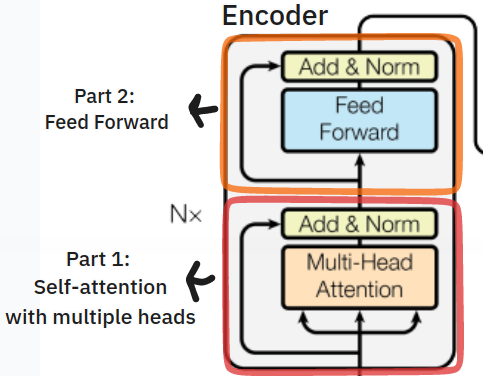 Encoder
Add & Norm
Feed
Forward
Part 2:
Feed Forward
Nx
Add & Norm
Multi-Head
Attention
Part 1:
Self-attention
with multiple heads